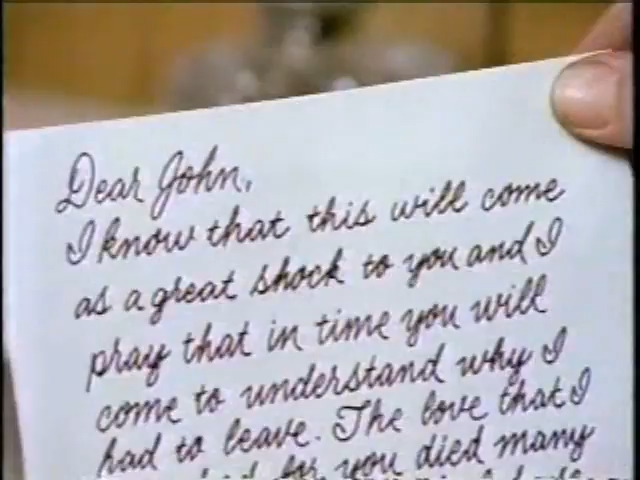 Dear John,
I know that this will come
as a great shock to you and I
pray that in time you will
come to understand why I
had to leave. The love that I
had for you died many